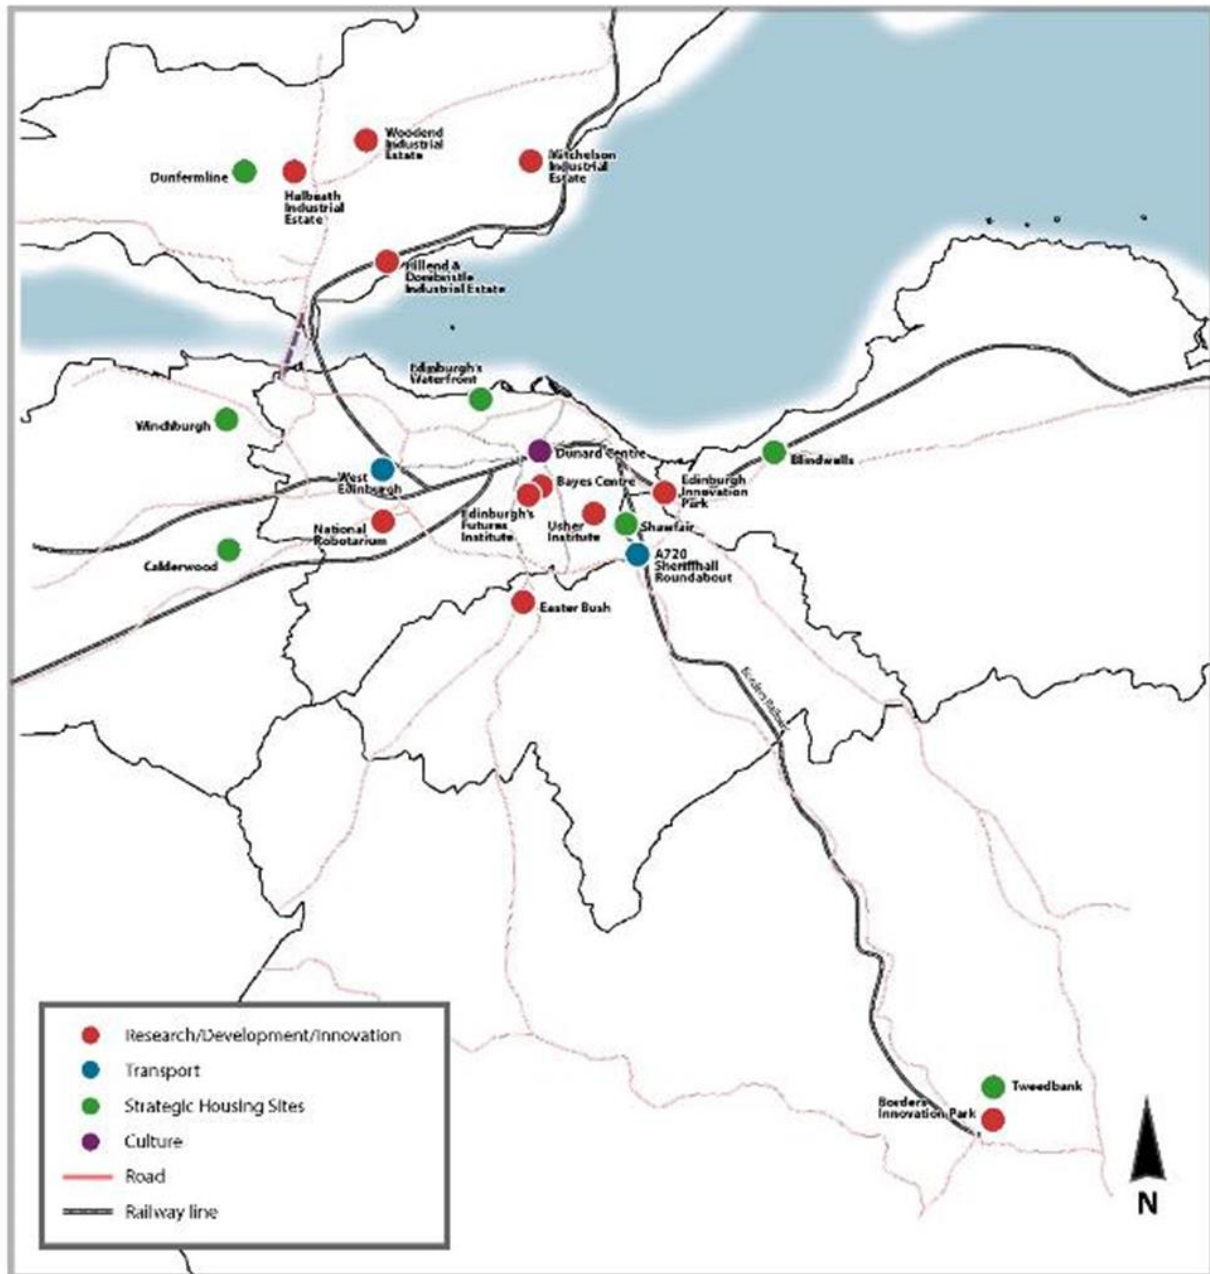 Woodend
Industrial
Estate
Mitchelson
Industrial
Estate
Dunfermline
Halbeath
Industrial
Estate
Hillend &
Donibristle
Industrial Estate
Edinburgh's
Waterfront
Winchburgh
Dunard Centre
Blindwells
West
Edinburgh
Bayes Centre
Edinburgh
Innovation
Park
Edinburgh's
Futures
Institute
Usher
Institute
Shawfair
National
Robotarium
Calderwood
A720
Sheriffhall
Roundabout
Easter Bush
Borders Railway
Research/Development/Innovation
Transport
Strategic Housing Sites
Culture
Road
Railway line
Tweedbank
Borders
Innovation Park
N